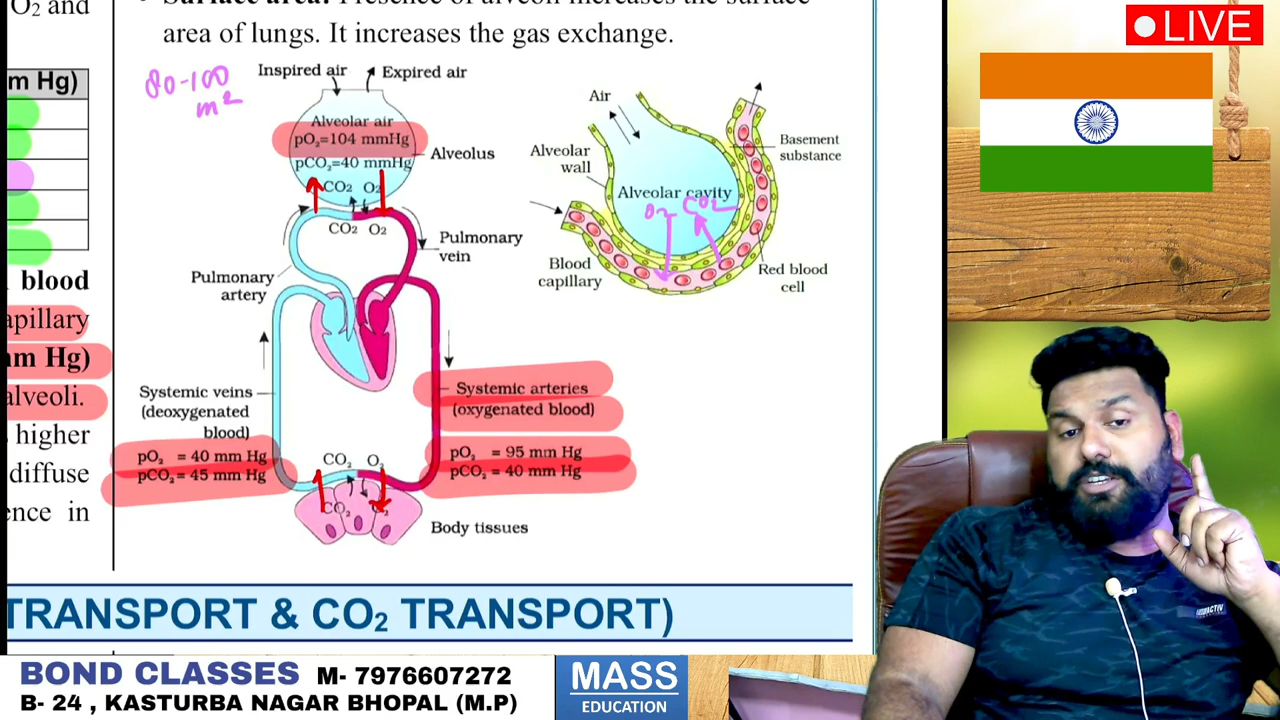 O₂ and
m Hg)
blood
apillary
nm Hg)
alveoli.
higher
diffuse
ence in
• Surface area: Presence of alveoli increases the surface
area of lungs. It increases the gas exchange.
80-100
m²
Inspired air
Expired air
Alveolar air
pO₂=104 mmHg
pCO₂=40 mmHg
Alveolus
CO₂ O₂
CO₂ O₂
Pulmonary
vein
Pulmonary
artery
Systemic veins
(deoxygenated
blood)
pO₂ = 40 mm Hg
pCO₂ = 45 mm Hg
Systemic arteries
(oxygenated blood)
pO₂ = 95 mm Hg
pCO₂ = 40 mm Hg
CO₂ O₂
CO₂ O₂
Body tissues
Air
Alveolar
wall
Basement
substance
Alveolar cavity
O₂ CO₂
Blood
capillary
Red blood
cell
TRANSPORT & CO₂ TRANSPORT)
LIVE
BOND CLASSES M- 7976607272
B- 24 , KASTURBA NAGAR BHOPAL (M.P)
MASS
EDUCATION